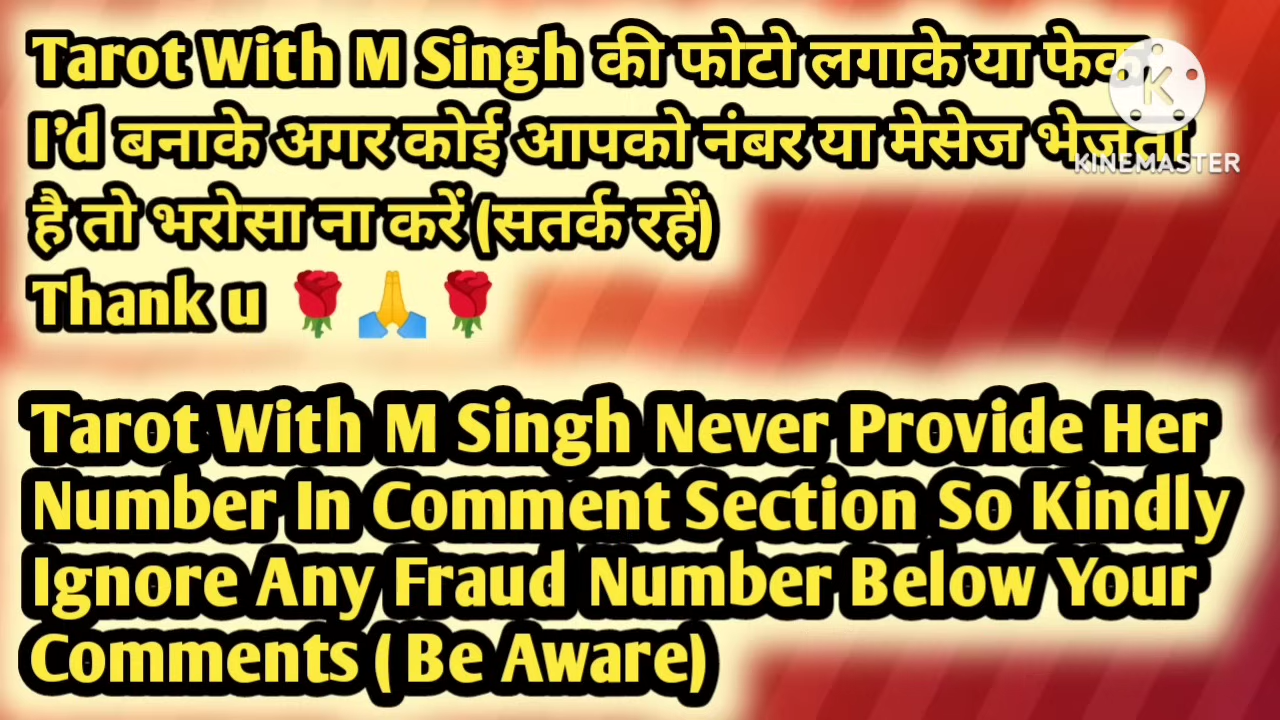 Tarot With M Singh की फोटो लगाके या
I'd बनाके अगर कोई आपको नंबर या मेसेज भेजता
है तो भरोसा ना करें (सतर्क रहें)
Thank u 🌹🙏🌹
Tarot With M Singh Never Provide Her
Number In Comment Section So Kindly
Ignore Any Fraud Number Below Your
Comments ( Be Aware)
K
KINEMASTER